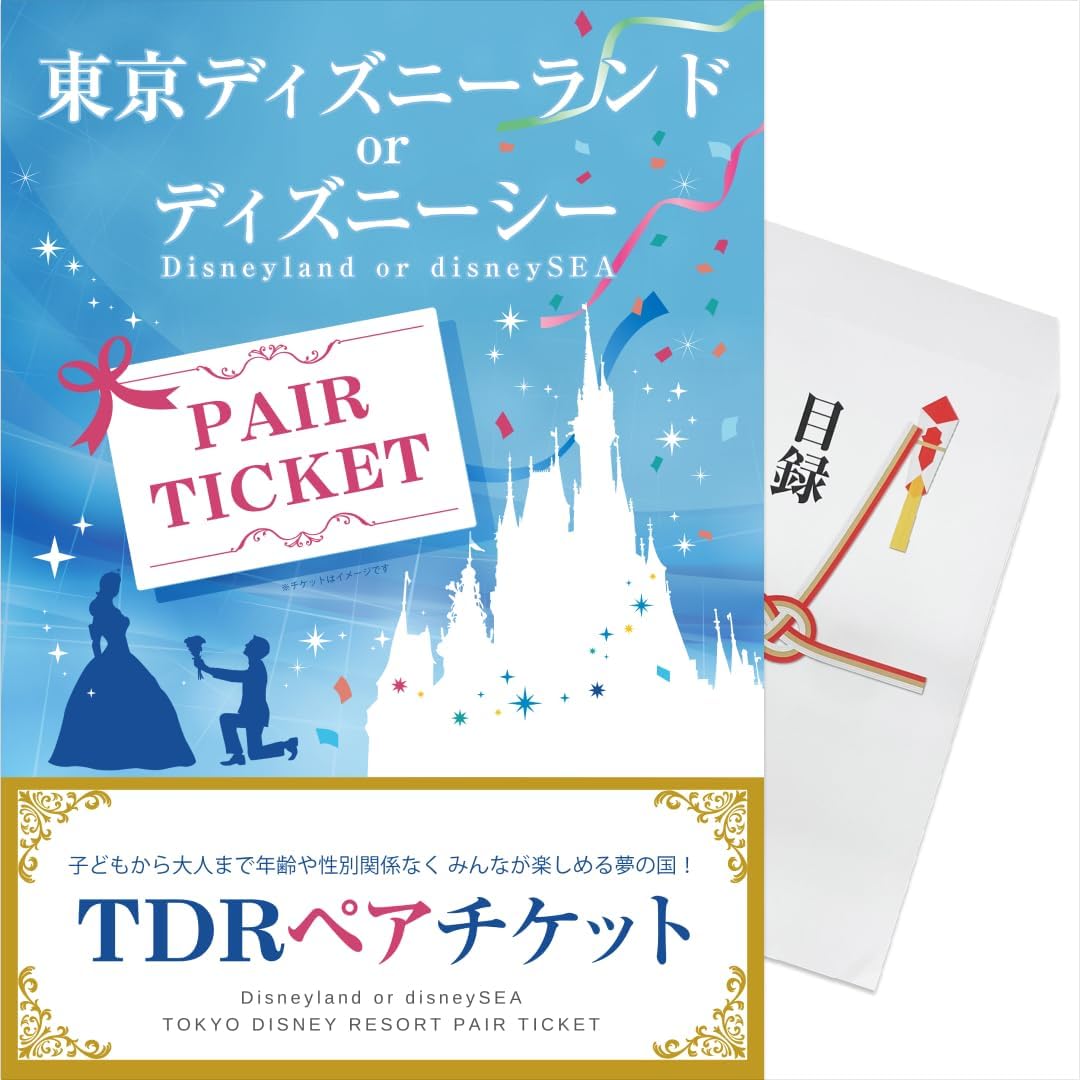 東京ディズニーランド
or
ディズニーシー
Disneyland or disneySEA
PAIR
TICKET
※チケットはイメージです
目録
子どもから大人まで年齢や性別関係なく みんなが楽しめる夢の国！
TDRペアチケット
Disneyland or disneySEA
TOKYO DISNEY RESORT PAIR TICKET